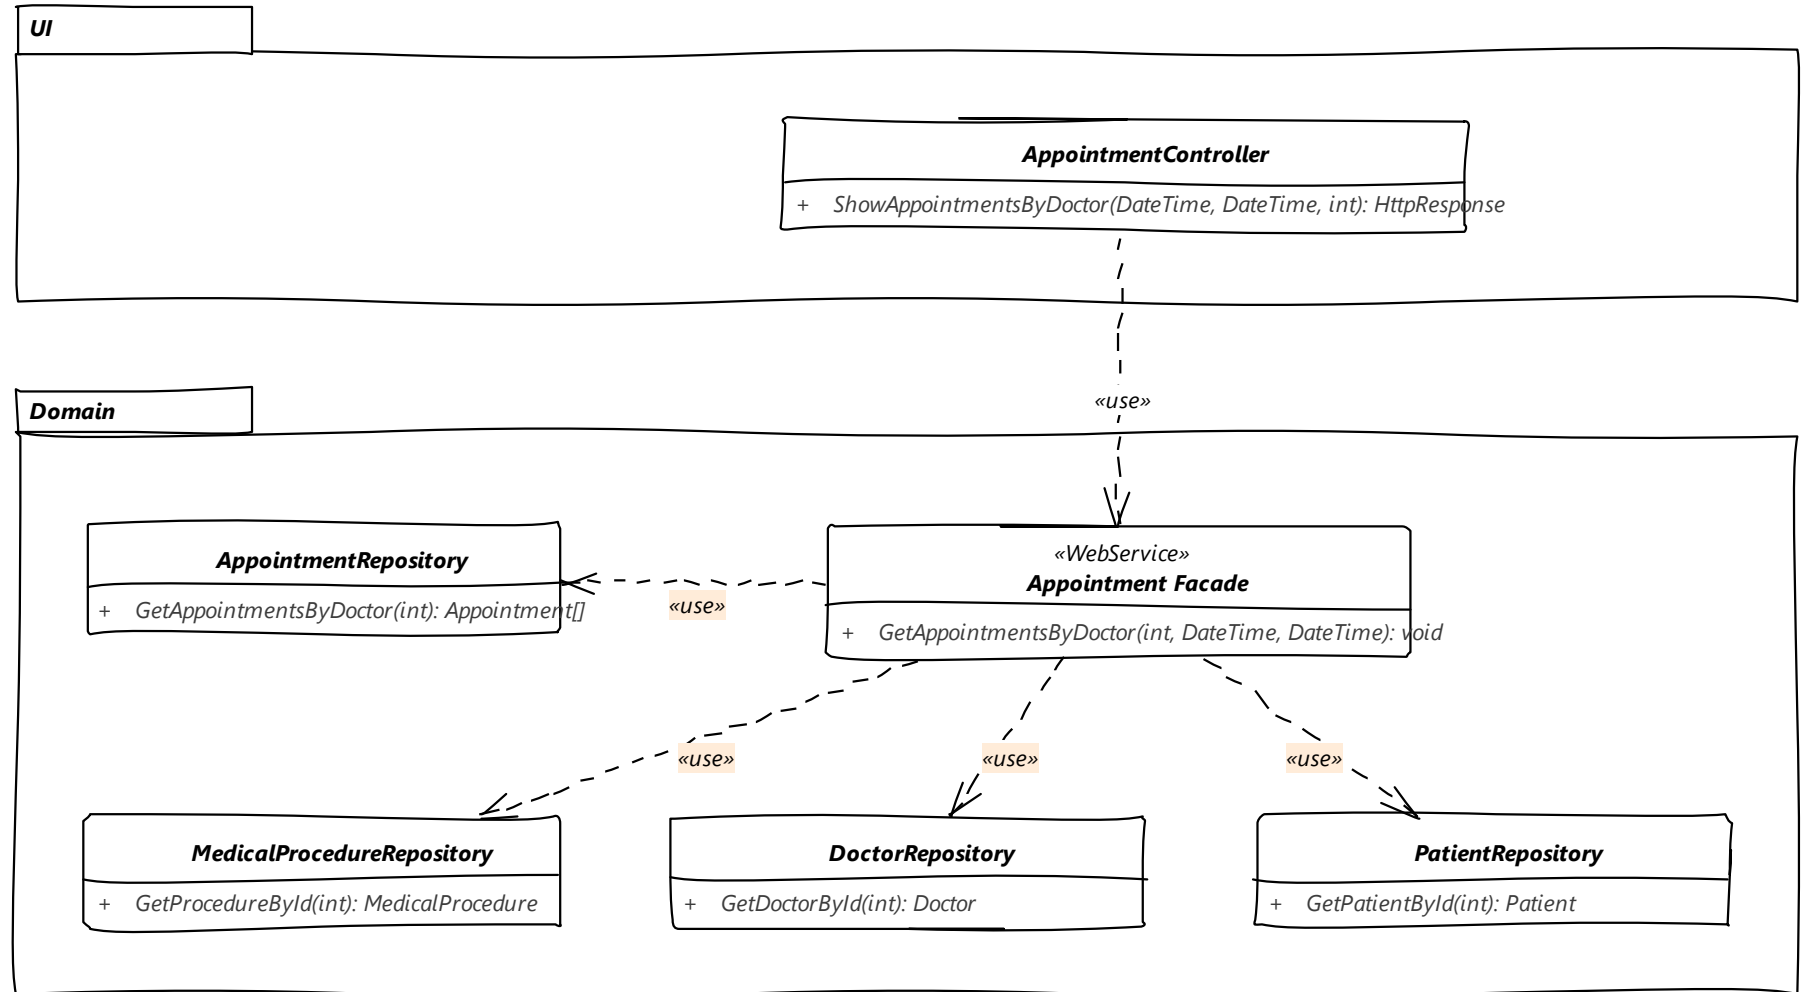 UI
AppointmentController
+ ShowAppointmentsByDoctor(DateTime, DateTime, int): HttpResponse
«use»
Domain
AppointmentRepository
+ GetAppointmentsByDoctor(int): Appointment[]
«use»
«WebService»
Appointment Facade
+ GetAppointmentsByDoctor(int, DateTime, DateTime): void
«use»
«use»
«use»
MedicalProcedureRepository
+ GetProcedureById(int): MedicalProcedure
DoctorRepository
+ GetDoctorById(int): Doctor
PatientRepository
+ GetPatientById(int): Patient